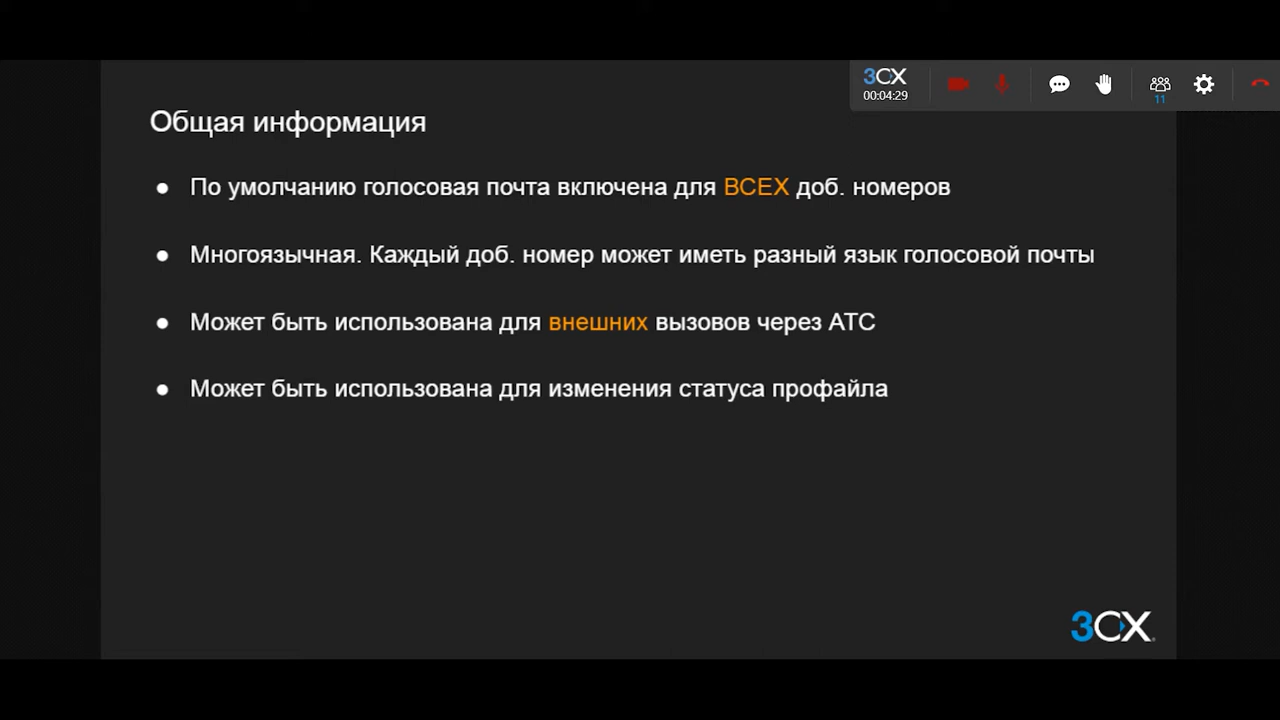 3CX
00:04:29
11
Общая информация
● По умолчанию голосовая почта включена для ВСЕХ доб. номеров
● Многоязычная. Каждый доб. номер может иметь разный язык голосовой почты
● Может быть использована для внешних вызовов через АТС
● Может быть использована для изменения статуса профайла
3CX